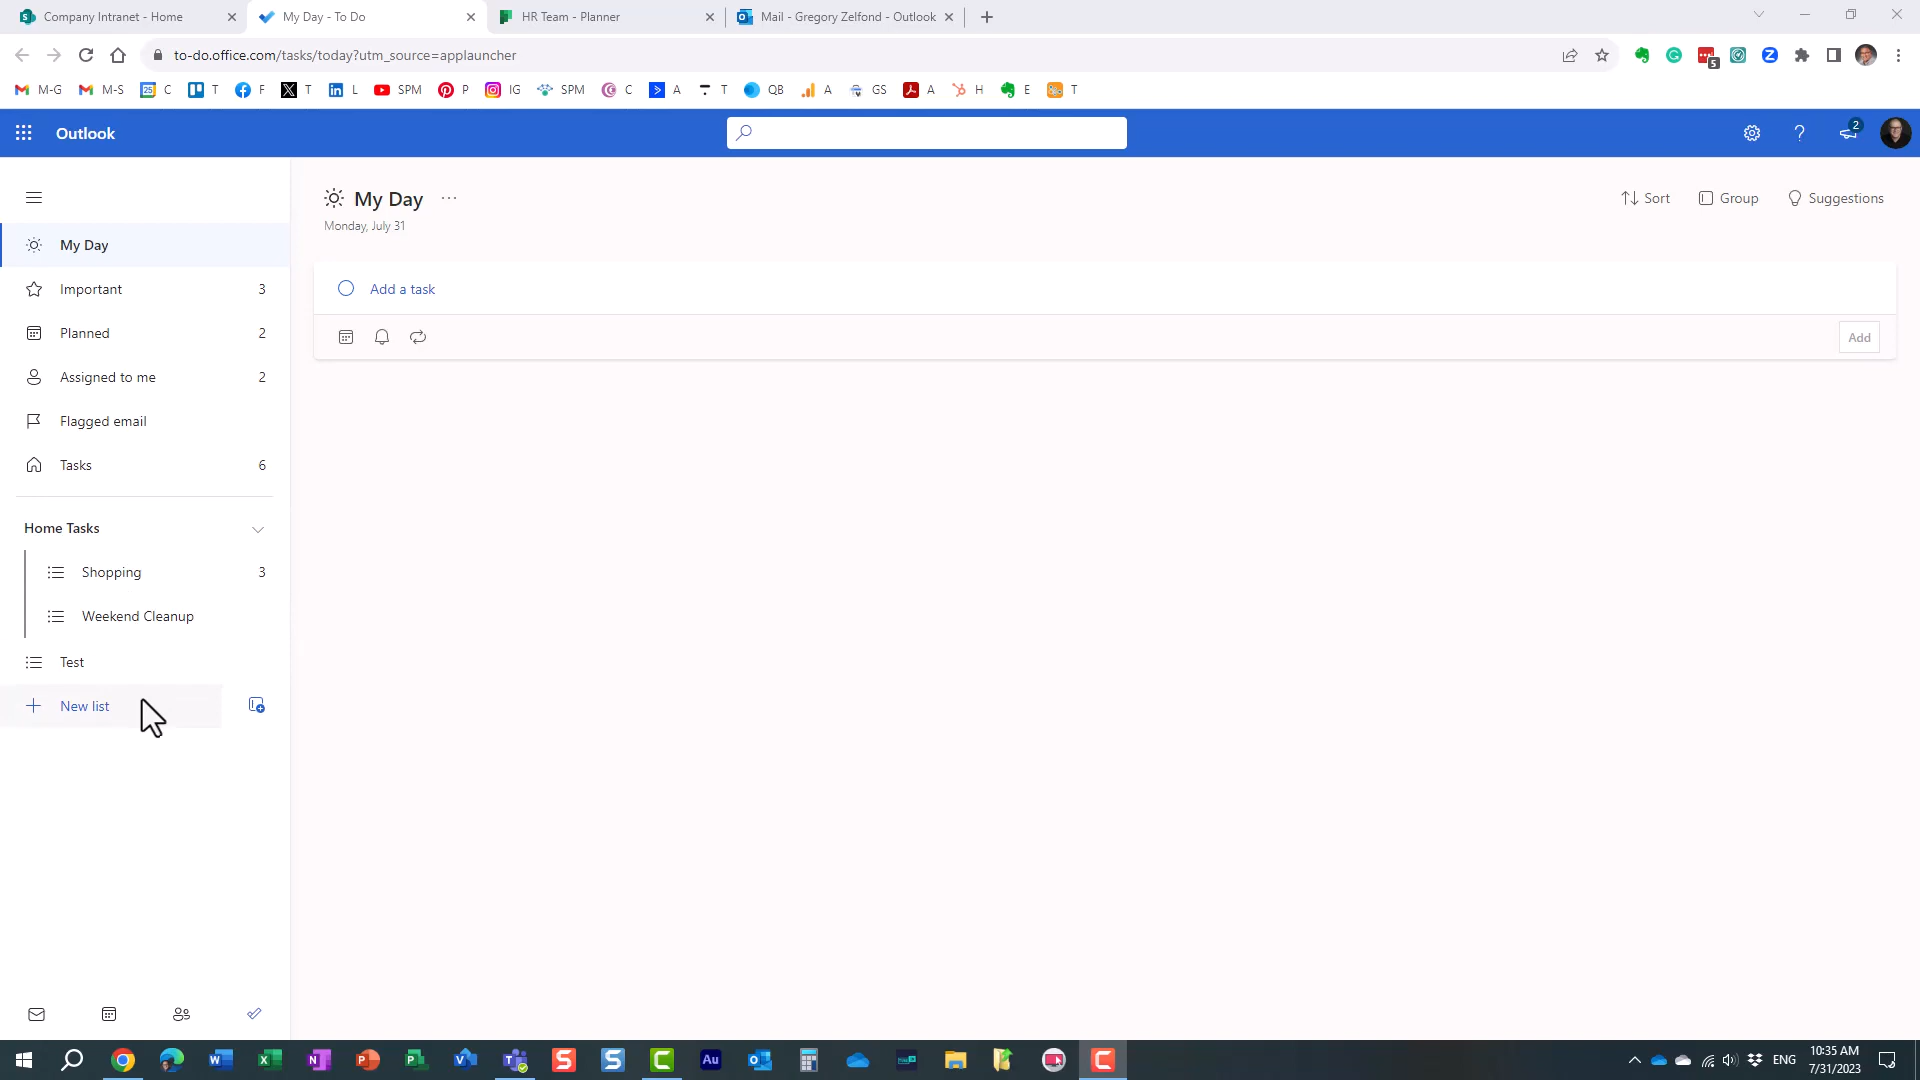 Company Intranet - Home
My Day - To Do
HR Team - Planner
Mail - Gregory Zelfond - Outlook
to-do.office.com/tasks/today?utm_source=applauncher
5
M-G
M-S
25 C
T
F
T
L
SPM
P
IG
SPM
C
A
T
QB
A
GS
A
H
E
T
Outlook
2
My Day
Monday, July 31
Sort
Group
Suggestions
My Day
Important 3
Planned 2
Assigned to me 2
Flagged email
Tasks 6
Add a task
Add
Home Tasks
Shopping 3
Weekend Cleanup
Test
New list
ENG
10:35 AM
7/31/2023